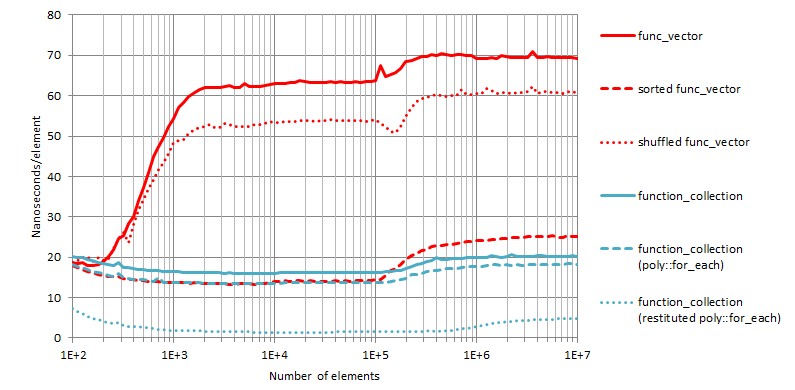 80
70
60
50
40
30
20
10
0
Nanoseconds/element
1E+2
1E+3
1E+4
1E+5
1E+6
1E+7
Number of elements
func_vector
sorted func_vector
shuffled func_vector
function_collection
function_collection
(poly::for_each)
function_collection
(restituted poly::for_each)